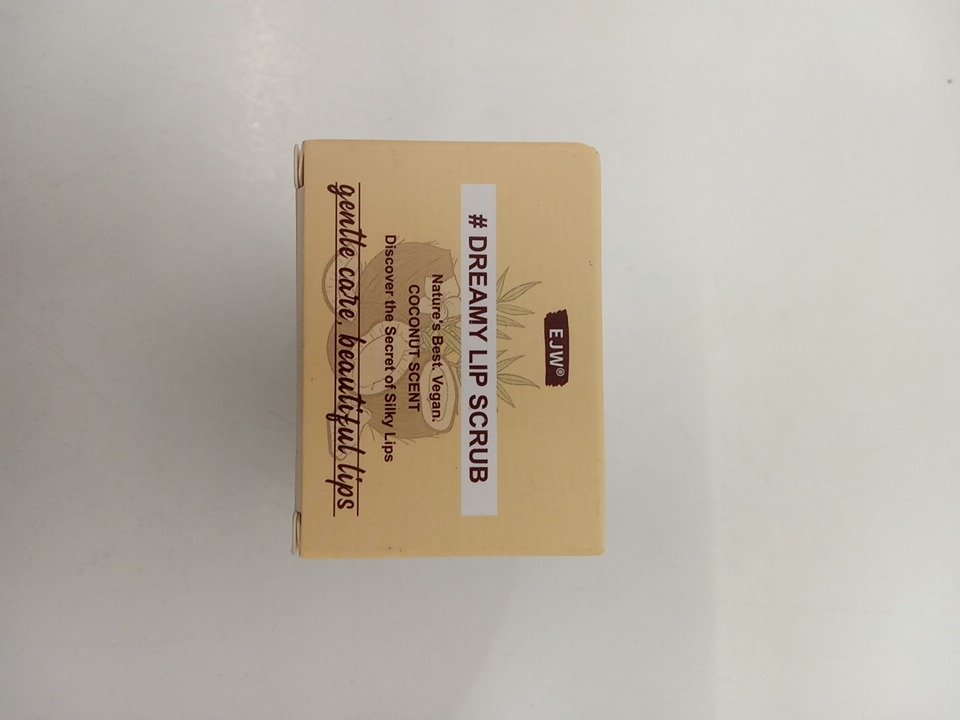 EJW®
# DREAMY LIP SCRUB
Nature's Best. Vegan.
COCONUT SCENT
Discover the Secret of Silky Lips
gentle care, beautiful lips